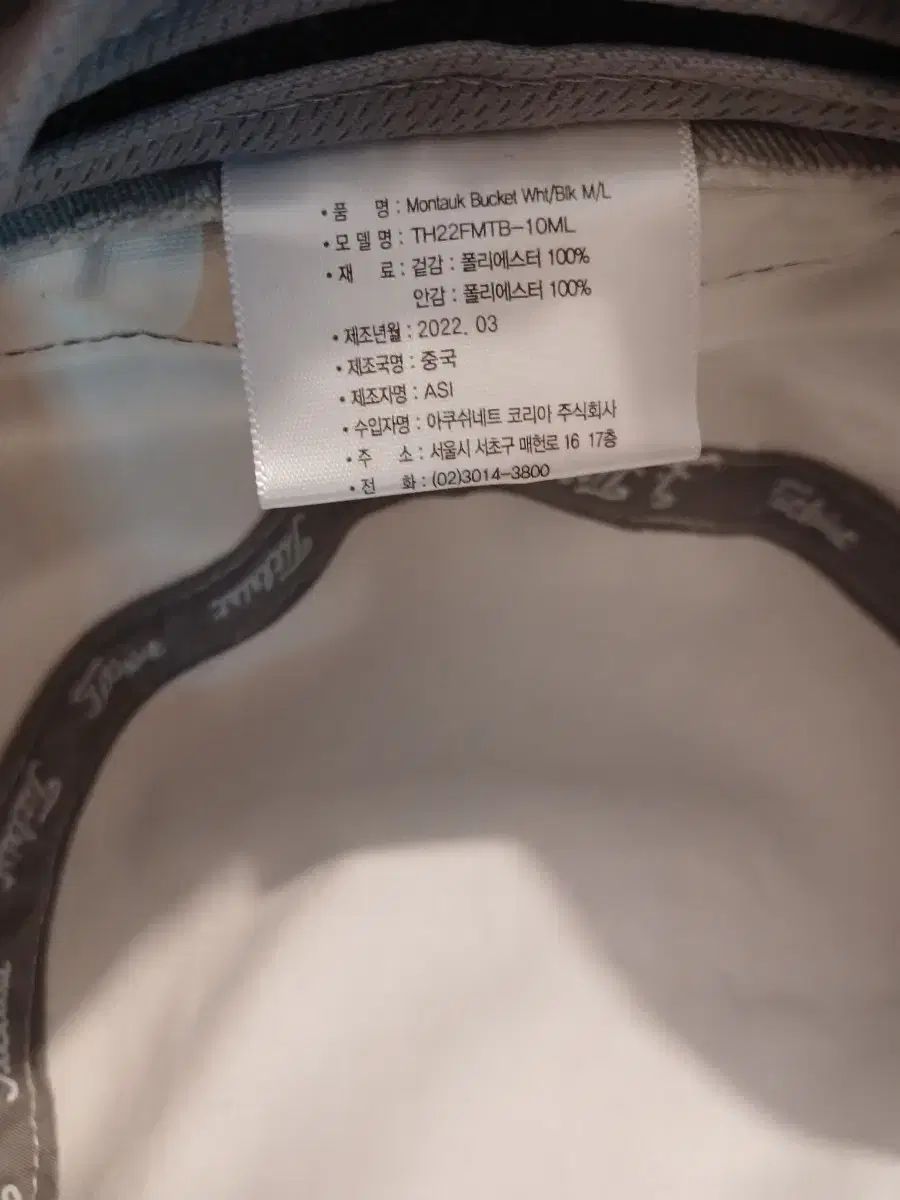 • 품 명 : Montauk Bucket Wht/Blk M/L
• 모 델 명 : TH22FMTB-10ML
• 재 료 : 겉감 : 폴리에스터 100%
안감 : 폴리에스터 100%
• 제조년월 : 2022. 03
• 제조국명 : 중국
• 제조자명 : ASI
• 수입자명 : 아쿠쉬네트 코리아 주식회사
• 주 소 : 서울시 서초구 매헌로 16 17층
• 전 화 : (02)3014-3800
Titleist
Titleist
Titleist
Titleist